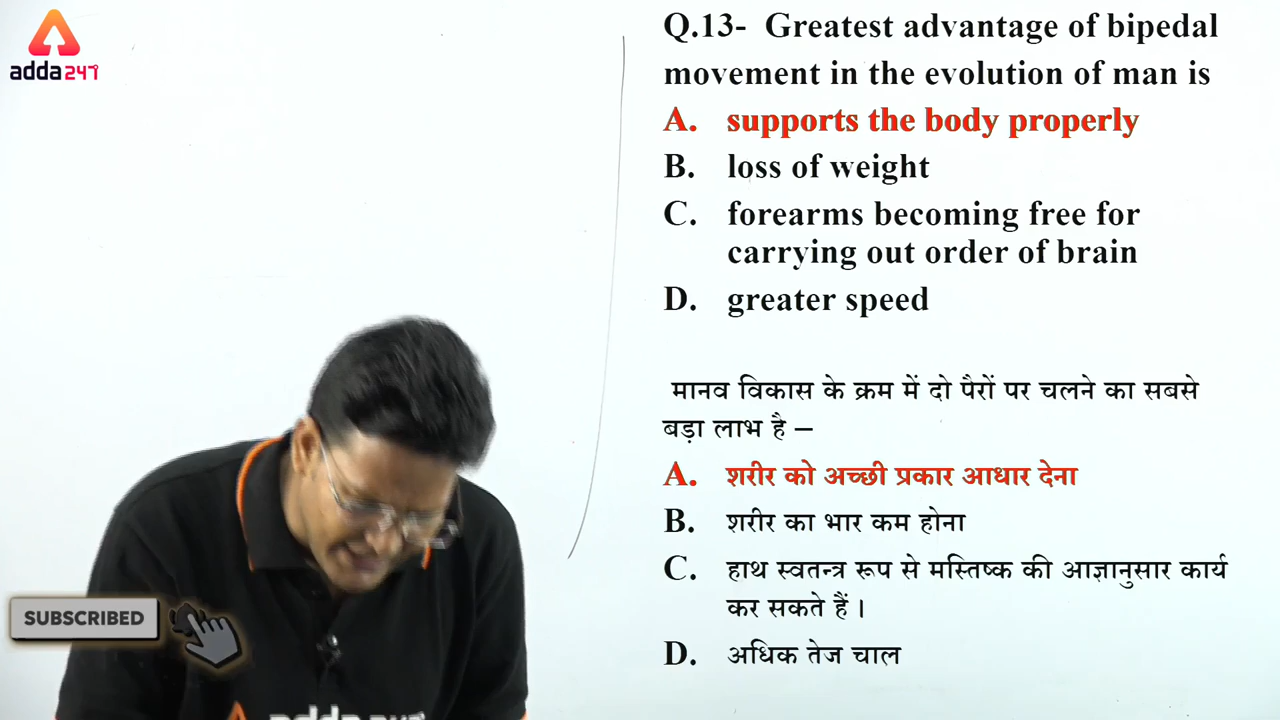 adda247
Q.13- Greatest advantage of bipedal
movement in the evolution of man is
A. supports the body properly
B. loss of weight
C. forearms becoming free for
carrying out order of brain
D. greater speed
मानव विकास के क्रम में दो पैरों पर चलने का सबसे
बड़ा लाभ है –
A. शरीर को अच्छी प्रकार आधार देना
B. शरीर का भार कम होना
C. हाथ स्वतन्त्र रूप से मस्तिष्क की आज्ञानुसार कार्य
कर सकते हैं ।
D. अधिक तेज चाल
SUBSCRIBED
adda247